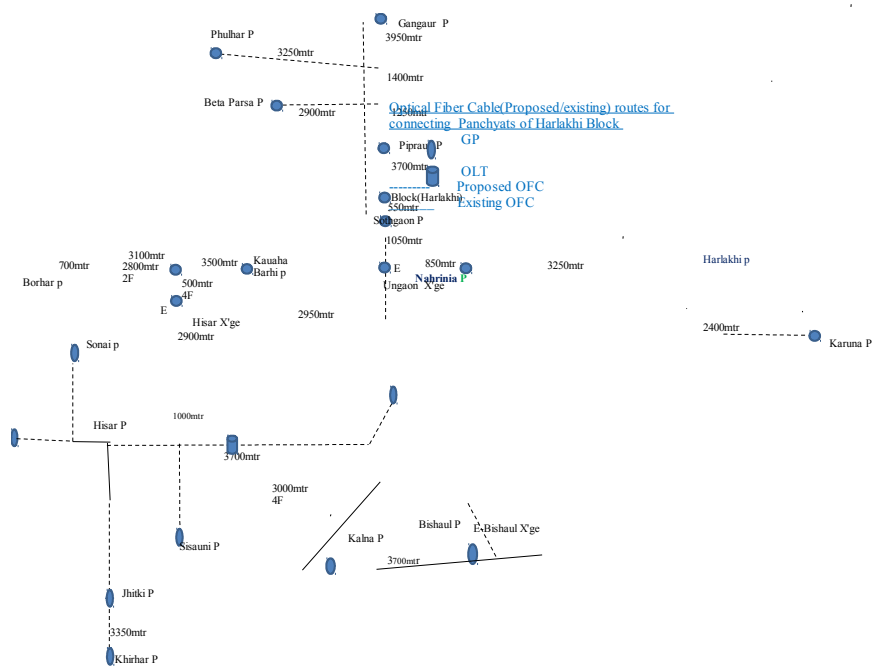 Gangaur P
3950mtr
Phulhar P
3250mtr
1400mtr
Beta Parsa P
2900mtr
1250mtr
Optical Fiber Cable(Proposed/existing) routes for
connecting Panchyats of Harlakhi Block
GP
Piprau P
3700mtr
OLT
Proposed OFC
Existing OFC
Block(Harlakhi)
550mtr
Sothgaon P
1050mtr
3100mtr
700mtr
2800mtr
2F
3500mtr
Kauaha
Barhi p
E
850mtr
3250mtr
Harlakhi p
Borhar p
500mtr
4F
Nahrinia P
Ungaon X'ge
E
Hisar X'ge
2950mtr
2900mtr
2400mtr
Karuna P
Sonai p
Hisar P
1000mtr
3700mtr
3000mtr
4F
Kalna P
Bishaul P
E-Bishaul X'ge
3700mtr
Sisauni P
Jhitki P
3350mtr
Khirhar P